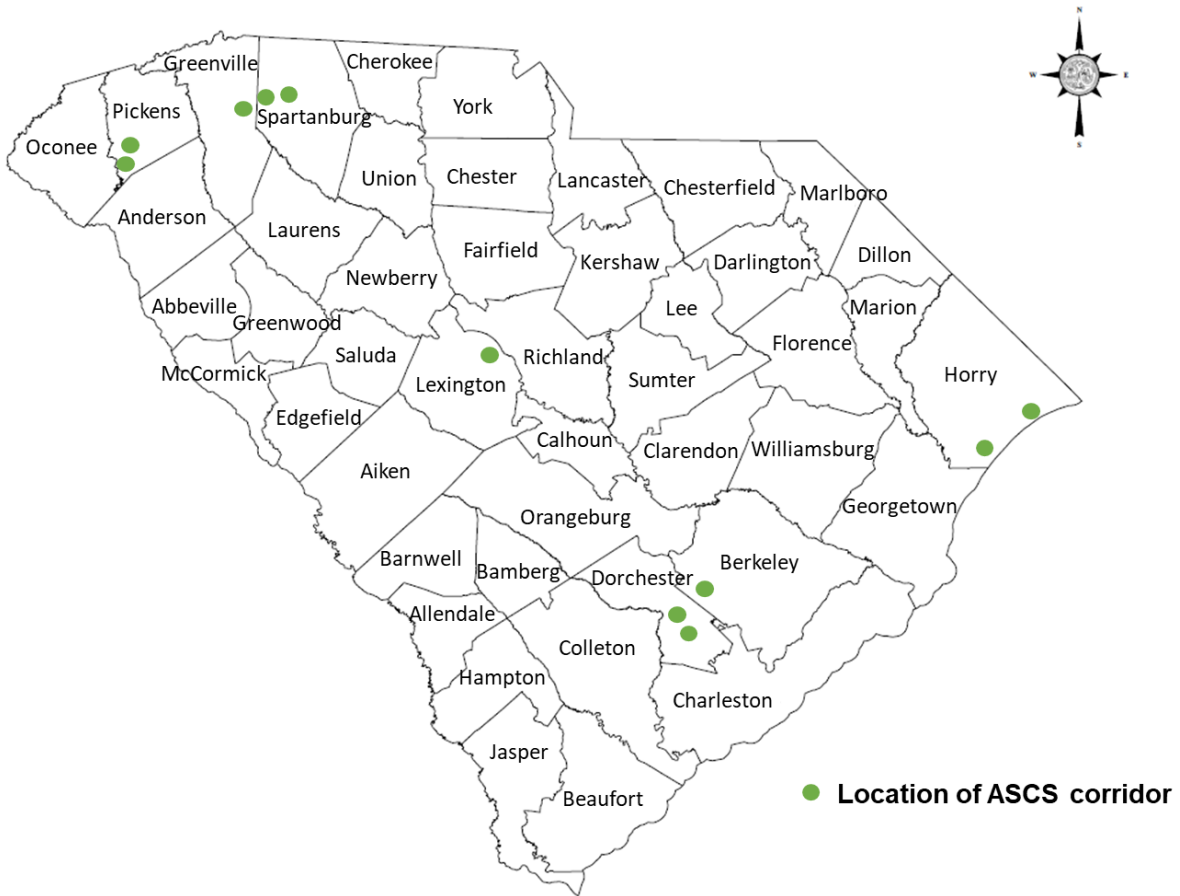 N
W
E
S
Greenville
Cherokee
Pickens
Spartanburg
York
Oconee
Union
Chester
Lancaster
Chesterfield
Marlboro
Anderson
Laurens
Fairfield
Kershaw
Darlington
Dillon
Newberry
Abbeville
Greenwood
Lee
Marion
Saluda
Richland
Florence
McCormick
Lexington
Sumter
Horry
Edgefield
Calhoun
Clarendon
Williamsburg
Aiken
Orangeburg
Georgetown
Barnwell
Bamberg
Dorchester
Berkeley
Allendale
Colleton
Hampton
Charleston
Jasper
Beaufort
Location of ASCS corridor